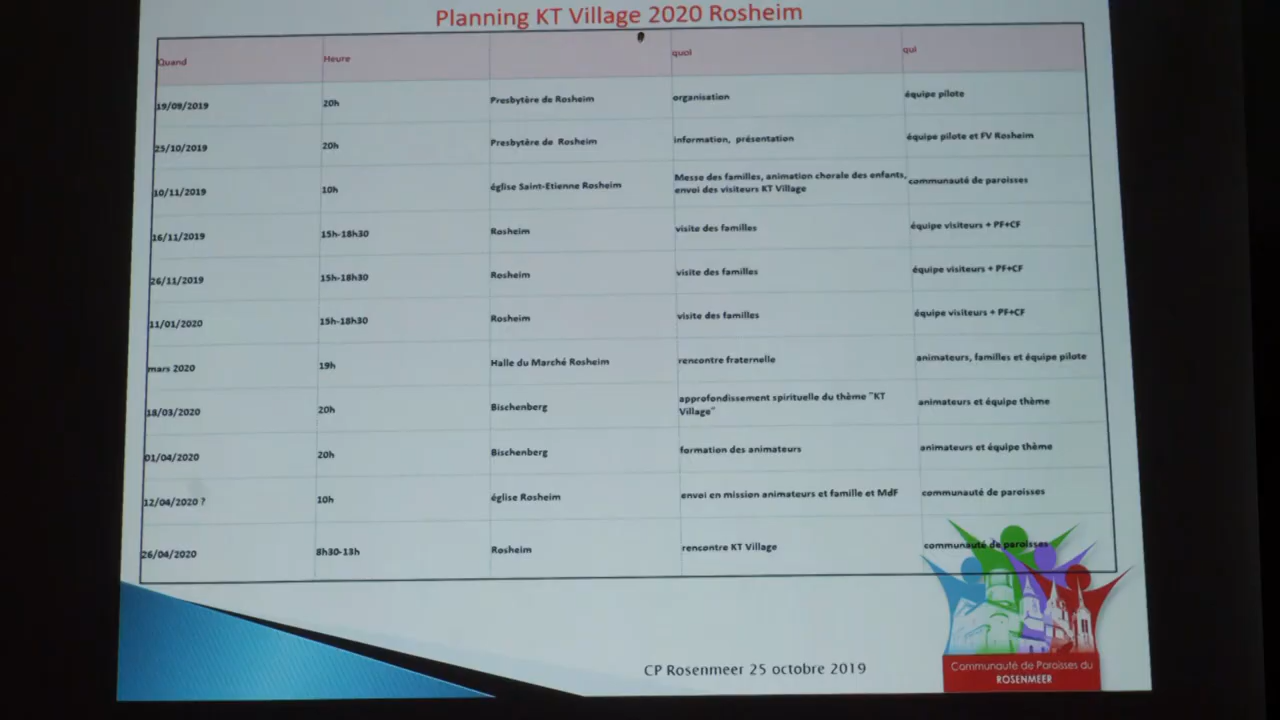 Planning KT Village 2020 Rosheim
Quand Heure quoi qui
19/09/2019 20h Presbytère de Rosheim organisation équipe pilote
25/10/2019 20h Presbytère de Rosheim information, présentation équipe pilote et FV Rosheim
10/11/2019 10h église Saint-Etienne Rosheim Messe des familles, animation chorale des enfants, communauté de paroisses
envoi des visiteurs KT Village
16/11/2019 15h-18h30 Rosheim visite des familles équipe visiteurs + PF+CF
26/11/2019 15h-18h30 Rosheim visite des familles équipe visiteurs + PF+CF
11/01/2020 15h-18h30 Rosheim visite des familles équipe visiteurs + PF+CF
mars 2020 19h Halle du Marché Rosheim rencontre fraternelle animateurs, familles et équipe pilote
18/03/2020 20h Bischenberg approfondissement spirituelle du thème "KT animateurs et équipe thème
Village"
01/04/2020 20h Bischenberg formation des animateurs animateurs et équipe thème
12/04/2020 ? 10h église Rosheim envoi en mission animateurs et famille et MdF communauté de paroisses
26/04/2020 8h30-13h Rosheim rencontre KT Village communauté de paroisses
CP Rosenmeer 25 octobre 2019
Communauté de Paroisses du
ROSENMEER